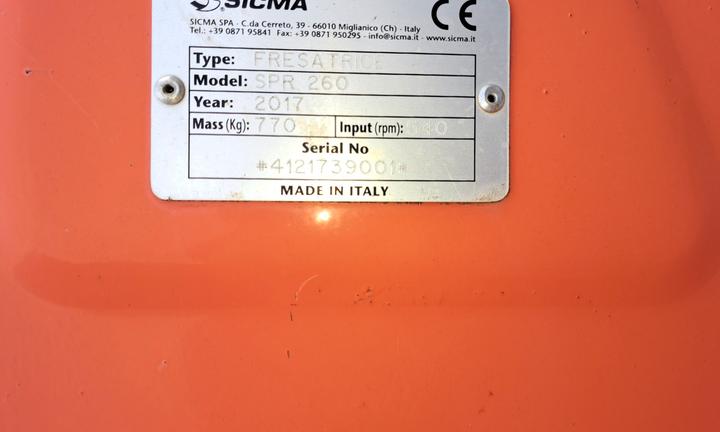 SICMA CE
SICMA SPA - C.da Cerreto, 39 - 66010 Miglianico (Ch) - Italy
Tel.: +39 0871 95841 Fax: +39 0871 950295 - info@sicma.it - www.sicma.it
Type: FRESATRICE
Model: SPR 260
Year: 2017
Mass (Kg): 770 Input (rpm): 540
Serial No
*4121739001*
MADE IN ITALY